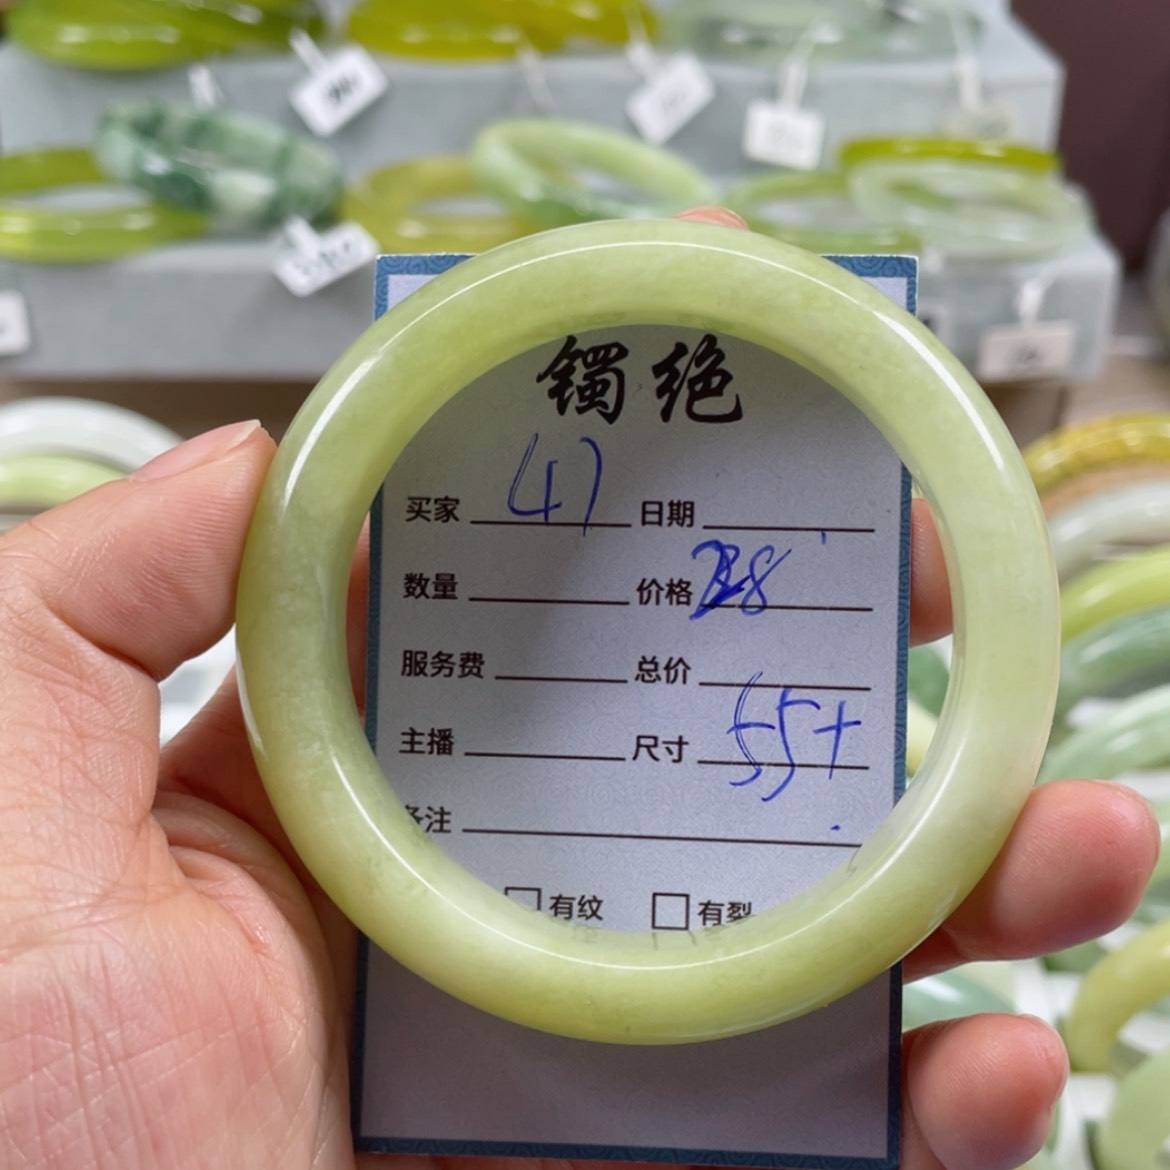 镯绝
买家 41 日期
数量 价格 28
服务费 总价
主播 尺寸 55+
备注
有纹 有裂